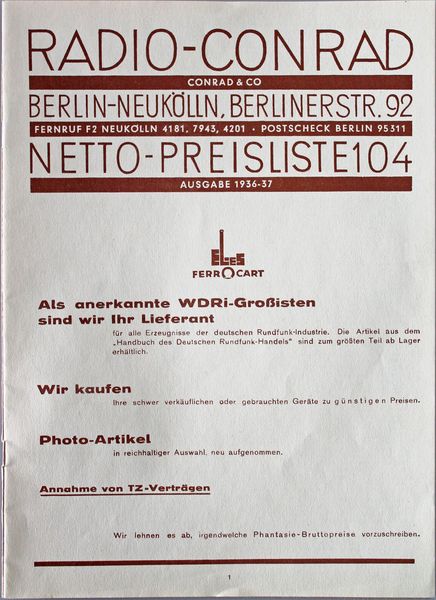 RADIO-CONRAD
CONRAD & CO
BERLIN-NEUKÖLLN, BERLINERSTR. 92
FERNRUF F2 NEUKÖLLN 4181, 7943, 4201 · POSTSCHECK BERLIN 95311
NETTO-PREISLISTE 104
AUSGABE 1936-37
ELES
FERROCART
Als anerkannte WDRi-Großisten
sind wir Ihr Lieferant
für alle Erzeugnisse der deutschen Rundfunk-Industrie. Die Artikel aus dem
„Handbuch des Deutschen Rundfunk-Handels" sind zum größten Teil ab Lager
erhältlich.
Wir kaufen
Ihre schwer verkäuflichen oder gebrauchten Geräte zu günstigen Preisen.
Photo-Artikel
in reichhaltiger Auswahl, neu aufgenommen.
Annahme von TZ-Verträgen
Wir lehnen es ab, irgendwelche Phantasie-Bruttopreise vorzuschreiben.
1